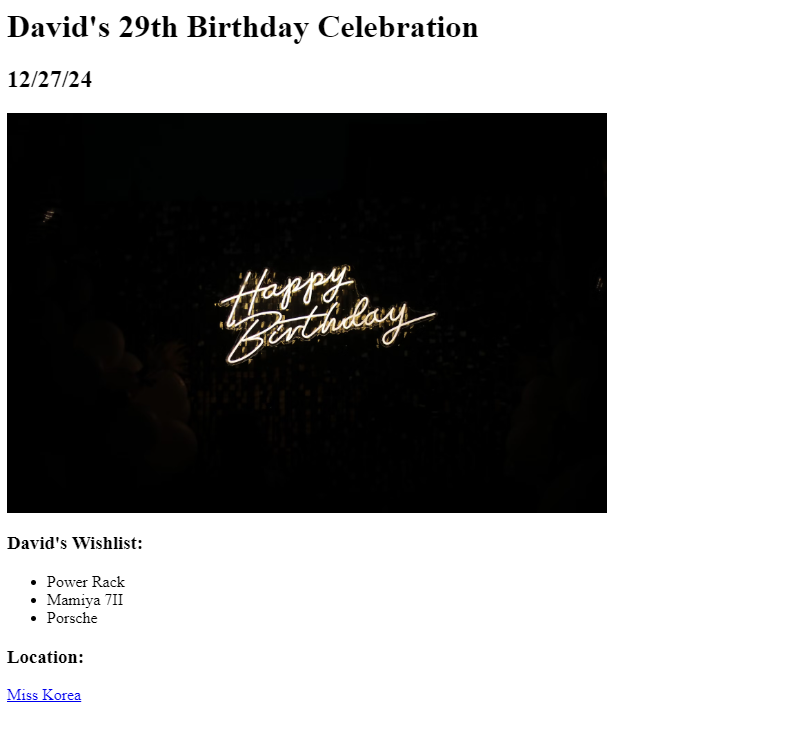 David's 29th Birthday Celebration
12/27/24
Happy
Birthday
David's Wishlist:
Power Rack
Mamiya 7II
Porsche
Location:
Miss Korea